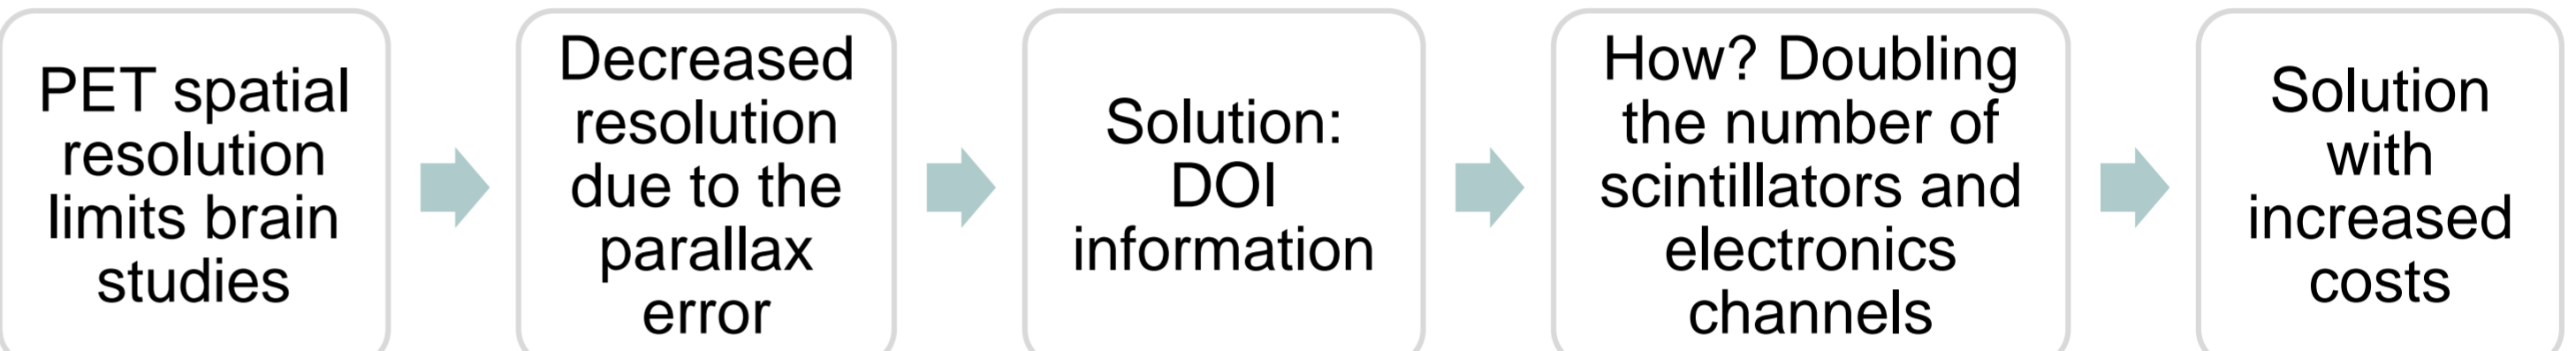 PET spatial
resolution
limits brain
studies
Decreased
resolution
due to the
parallax
error
Solution:
DOI
information
How? Doubling
the number of
scintillators and
electronics
channels
Solution
with
increased
costs